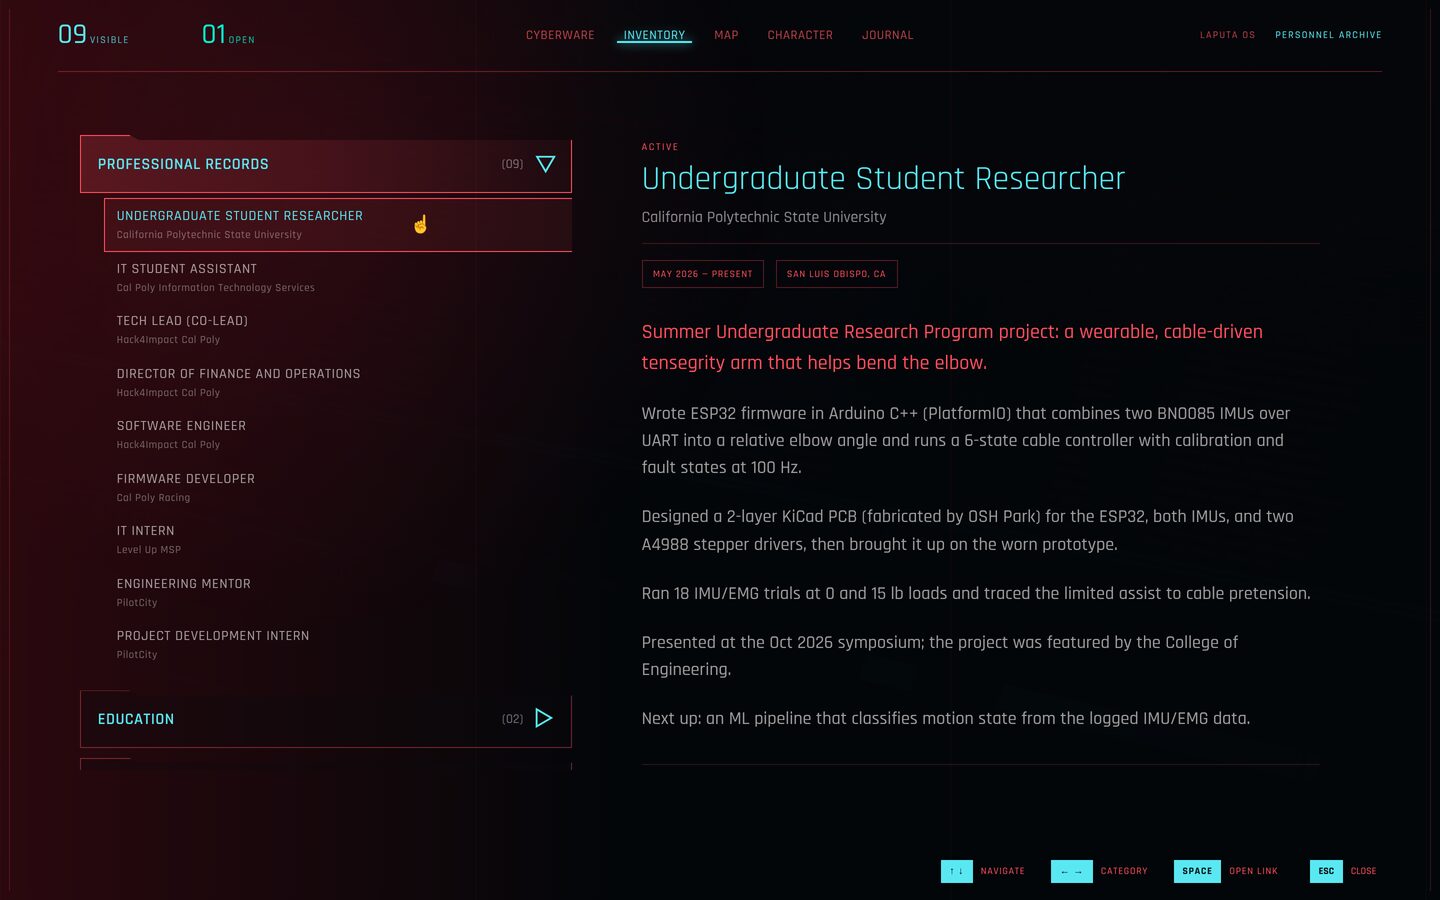 09 VISIBLE
01 OPEN
CYBERWARE
INVENTORY
MAP
CHARACTER
JOURNAL
LAPUTA OS
PERSONNEL ARCHIVE
PROFESSIONAL RECORDS
(09)
UNDERGRADUATE STUDENT RESEARCHER
California Polytechnic State University
IT STUDENT ASSISTANT
Cal Poly Information Technology Services
TECH LEAD (CO-LEAD)
Hack4Impact Cal Poly
DIRECTOR OF FINANCE AND OPERATIONS
Hack4Impact Cal Poly
SOFTWARE ENGINEER
Hack4Impact Cal Poly
FIRMWARE DEVELOPER
Cal Poly Racing
IT INTERN
Level Up MSP
ENGINEERING MENTOR
PilotCity
PROJECT DEVELOPMENT INTERN
PilotCity
EDUCATION
(02)
ACTIVE
Undergraduate Student Researcher
California Polytechnic State University
MAY 2026 – PRESENT
SAN LUIS OBISPO, CA
Summer Undergraduate Research Program project: a wearable, cable-driven
tensegrity arm that helps bend the elbow.
Wrote ESP32 firmware in Arduino C++ (PlatformIO) that combines two BNO085 IMUs over
UART into a relative elbow angle and runs a 6-state cable controller with calibration and
fault states at 100 Hz.
Designed a 2-layer KiCad PCB (fabricated by OSH Park) for the ESP32, both IMUs, and two
A4988 stepper drivers, then brought it up on the worn prototype.
Ran 18 IMU/EMG trials at 0 and 15 lb loads and traced the limited assist to cable pretension.
Presented at the Oct 2026 symposium; the project was featured by the College of
Engineering.
Next up: an ML pipeline that classifies motion state from the logged IMU/EMG data.
↑ ↓ NAVIGATE
← → CATEGORY
SPACE OPEN LINK
ESC CLOSE